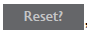 Reset? ,